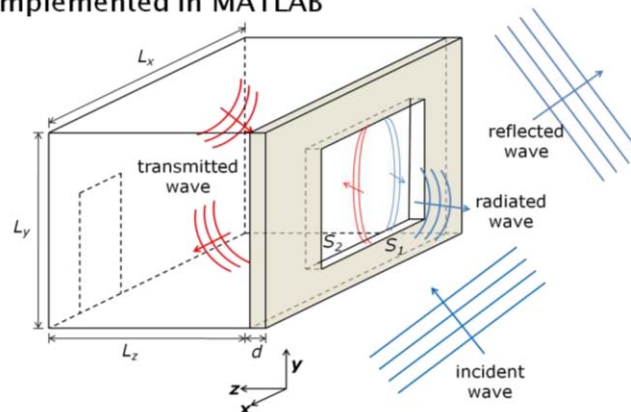 mplemented in MATLAB
Lx
reflected
wave
transmitted
wave
radiated
wave
Ly
S2
S1
Lz
d
y
z
x
incident
wave